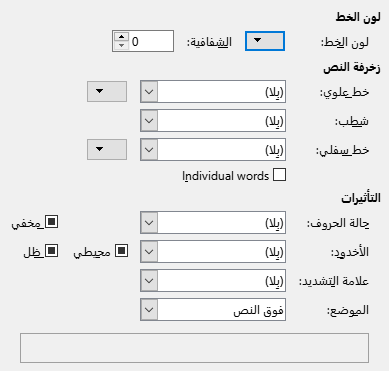 لون الخط
لون الخط: الشفافية: 0
زخرفة النص
خط علوي: (بلا)
شطب: (بلا)
خط سفلي: (بلا)
Individual words
التأثيرات
حالة الحروف: (بلا) مخفي
الأخدود: (بلا) محيطي ظل
علامة التشديد: (بلا)
الموضع: فوق النص